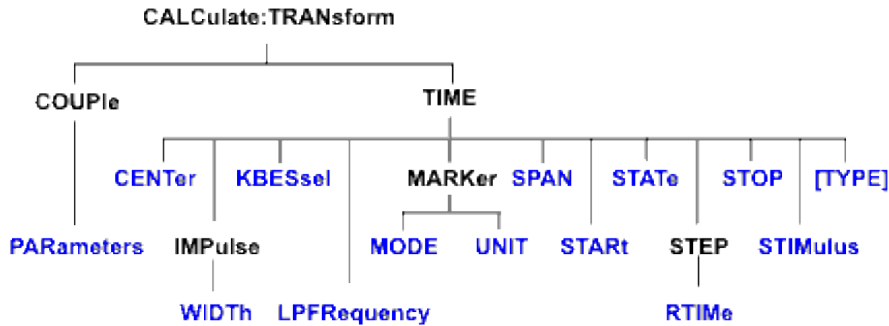 CALCulate:TRANsform
COUPle TIME
CENTer KBESsel MARKer SPAN STATe STOP [TYPE]
PARameters IMPulse MODE UNIT STARt STEP STIMulus
WIDTh LPFRequency RTIMe